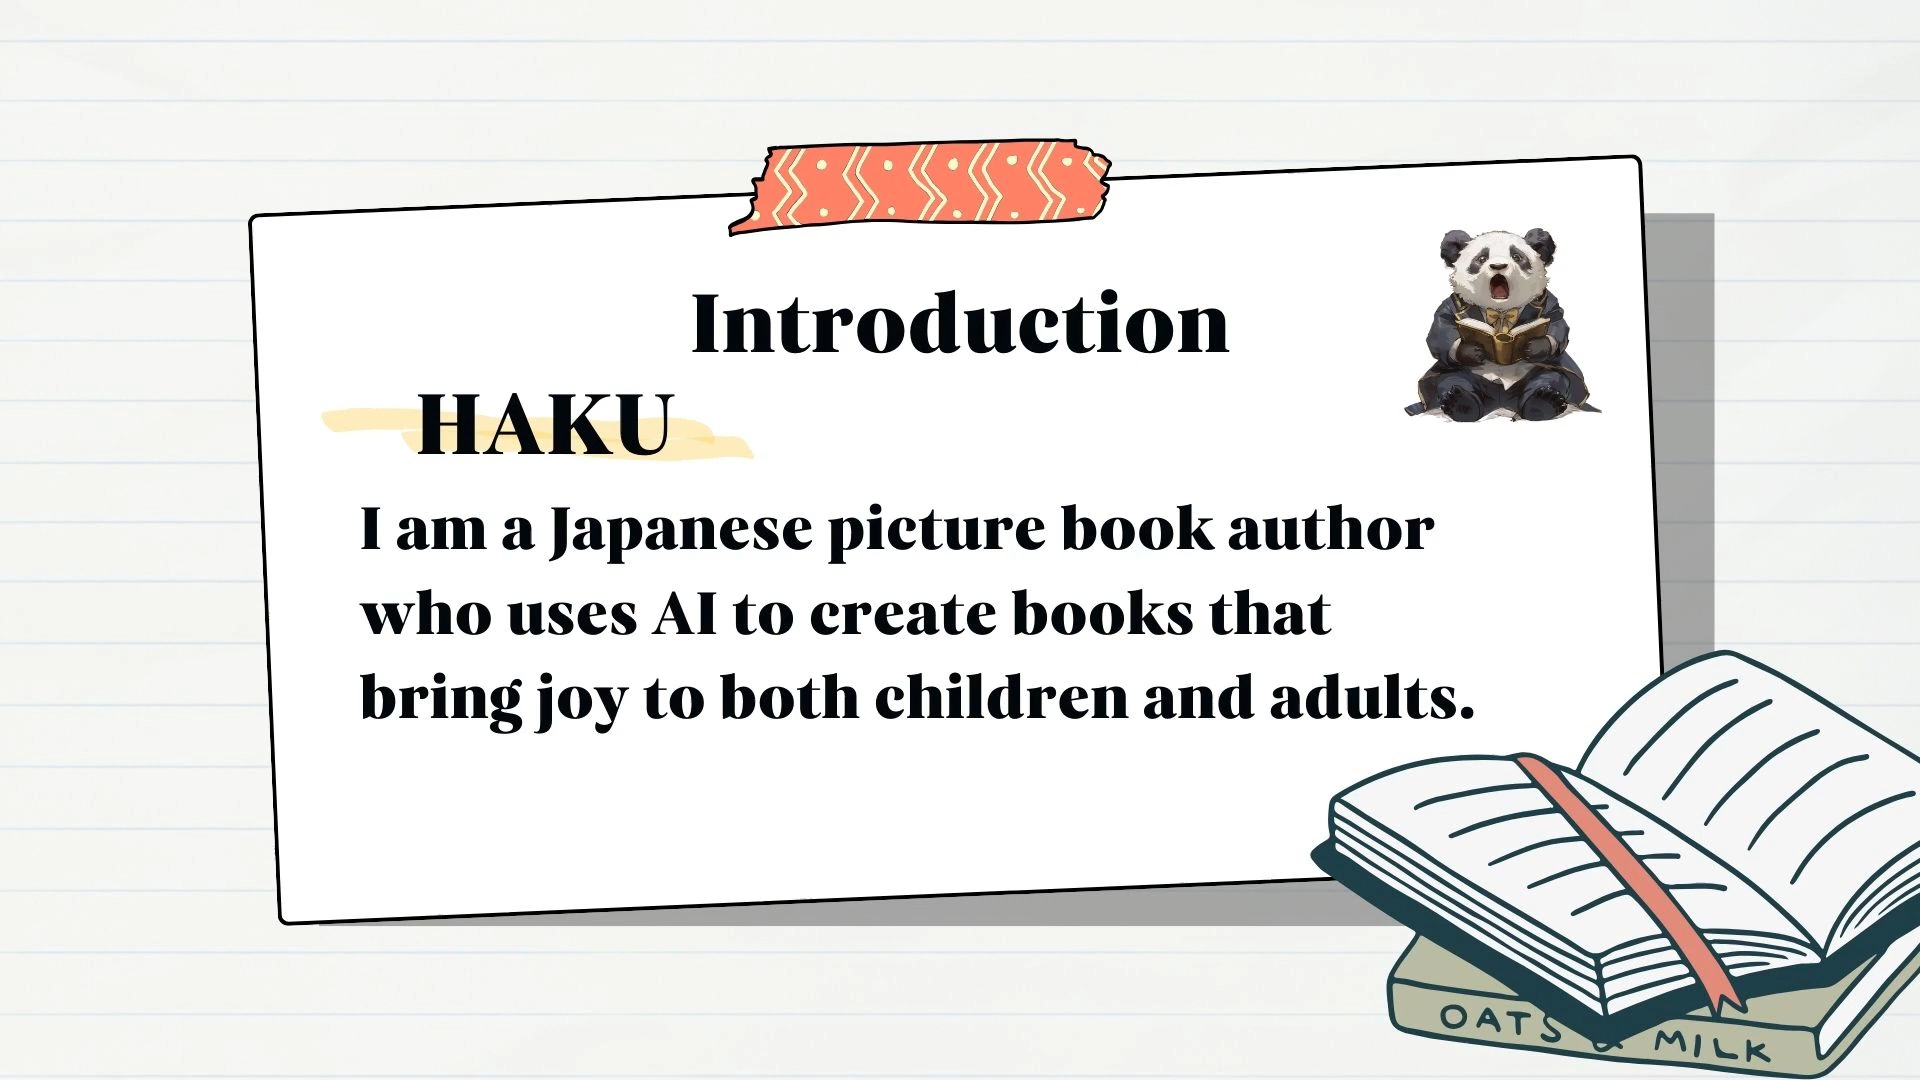 Introduction
HAKU
I am a Japanese picture book author
who uses AI to create books that
bring joy to both children and adults.
OATS & MILK